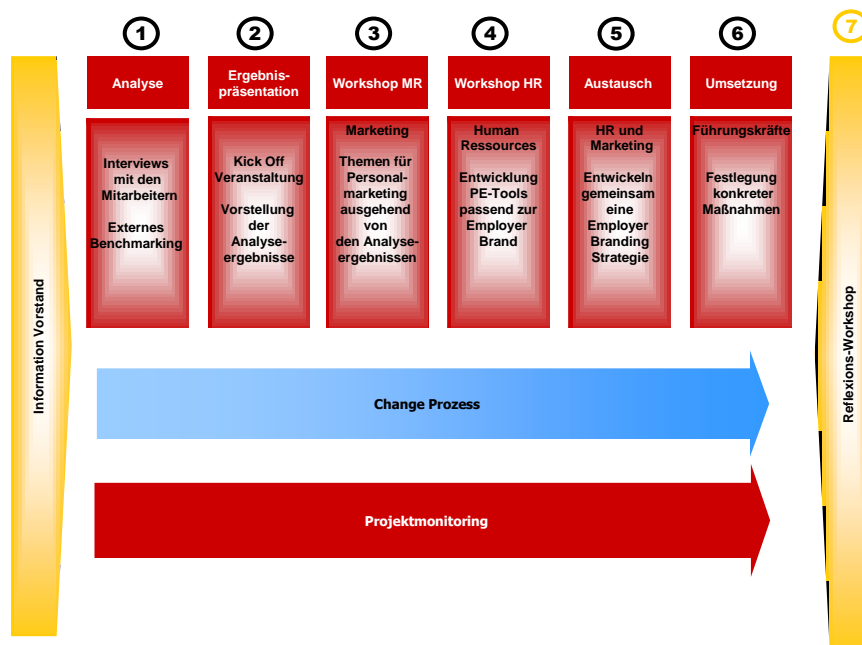 1
2
3
4
5
6
7
Analyse
Ergebnis-
präsentation
Workshop MR
Workshop HR
Austausch
Umsetzung
Interviews
mit den
Mitarbeitern
Externes
Benchmarking
Kick Off
Veranstaltung
Vorstellung
der
Analyse-
ergebnisse
Marketing
Themen für
Personal-
marketing
ausgehend
von
den Analyse-
ergebnissen
Human
Ressources
Entwicklung
PE-Tools
passend zur
Employer
Brand
HR und
Marketing
Entwickeln
gemeinsam
eine
Employer
Branding
Strategie
Führungskräfte
Festlegung
konkreter
Maßnahmen
Information Vorstand
Reflexions-Workshop
Change Prozess
Projektmonitoring